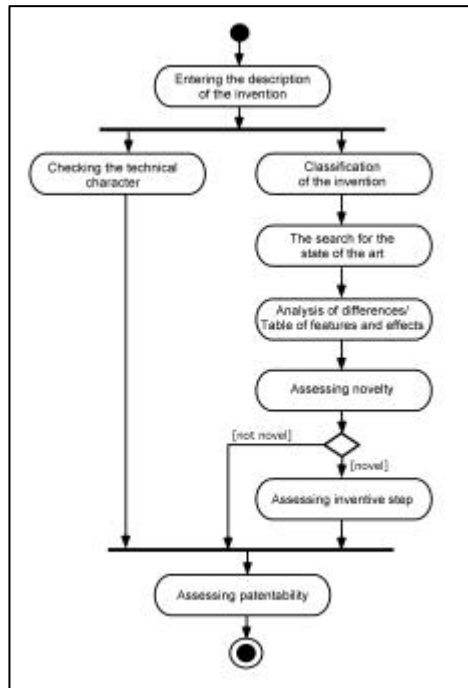 Entering the description
of the invention
Checking the technical
character
Classification
of the invention
The search for the
state of the art
Analysis of differences/
Table of features and effects
Assessing novelty
[not novel]
[novel]
Assessing inventive step
Assessing patentability